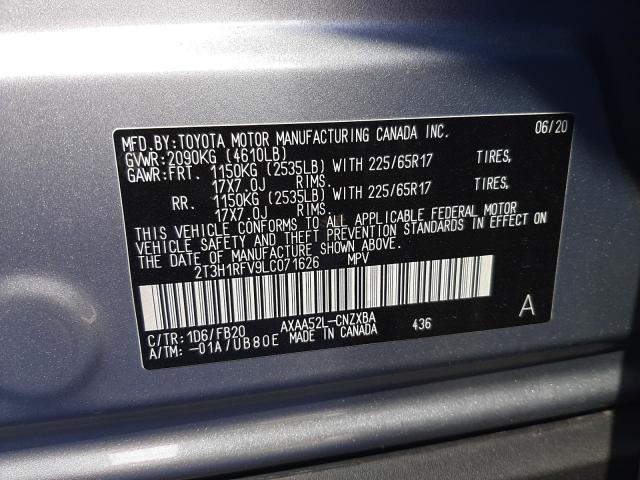 MFD.BY:TOYOTA MOTOR MANUFACTURING CANADA INC. 06/20
GVWR:2090KG (4610LB)
GAWR:FRT. 1150KG (2535LB) WITH 225/65R17 TIRES,
17X7.0J RIMS.
RR. 1150KG (2535LB) WITH 225/65R17 TIRES,
17X7.0J RIMS.
THIS VEHICLE CONFORMS TO ALL APPLICABLE FEDERAL MOTOR
VEHICLE SAFETY AND THEFT PREVENTION STANDARDS IN EFFECT ON
THE DATE OF MANUFACTURE SHOWN ABOVE.
2T3H1RFV9LC071626 MPV
C/TR:1D6/FB20 AXAA52L-CNZXBA 436 A
A/TM:-01A/UB80E MADE IN CANADA